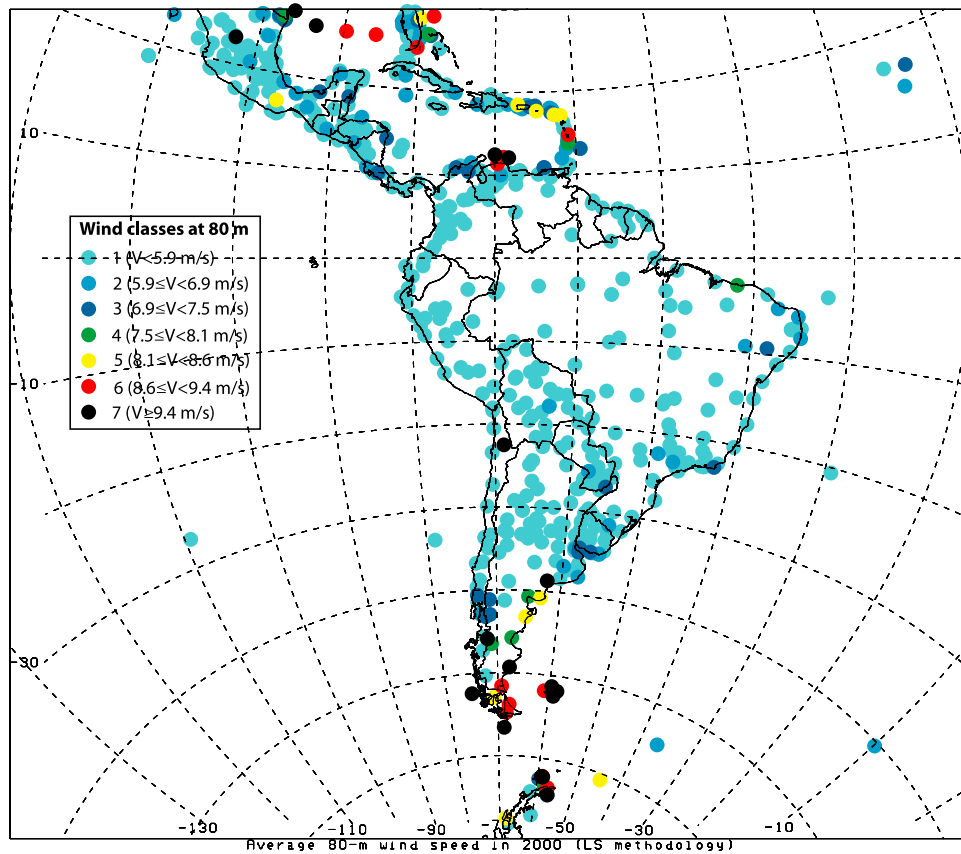 10
Wind classes at 80 m
1 (V<5.9 m/s)
2 (5.9≤V<6.9 m/s)
3 (6.9≤V<7.5 m/s)
4 (7.5≤V<8.1 m/s)
5 (8.1≤V<8.6 m/s)
6 (8.6≤V<9.4 m/s)
7 (V≥9.4 m/s)
-10
-30
-130 -110 -90 -70 -50 -30 -10
Average 80-m wind speed in 2000 (LS methodology)